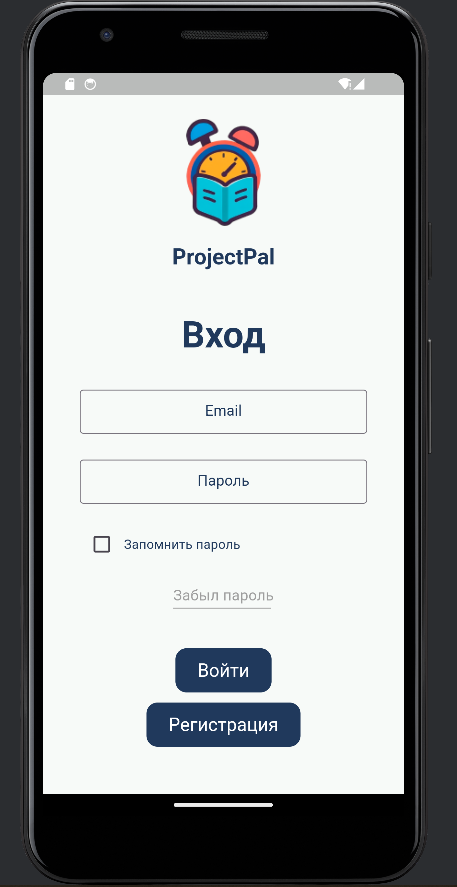 ProjectPal
Вход
Email
Пароль
Запомнить пароль
Забыл пароль
Войти
Регистрация